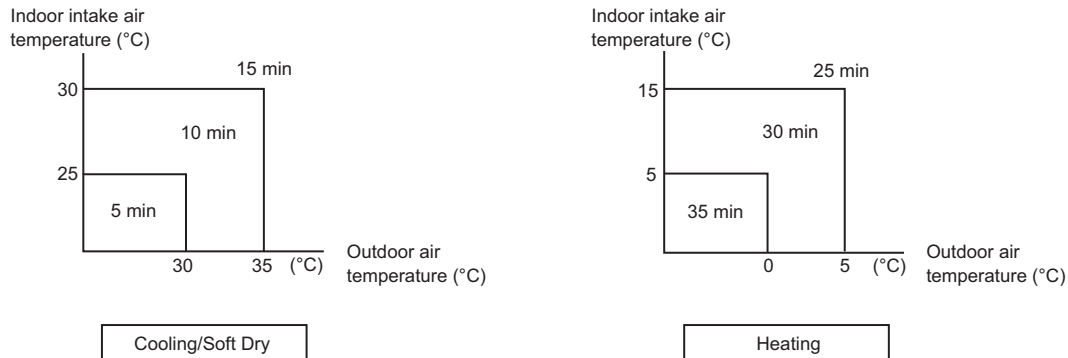 Indoor intake air
temperature (°C)
15 min
30
10 min
25
5 min
30
35
(°C)
Outdoor air
temperature (°C)
Cooling/Soft Dry
Indoor intake air
temperature (°C)
25 min
15
30 min
5
35 min
0
5
(°C)
Outdoor air
temperature (°C)
Heating